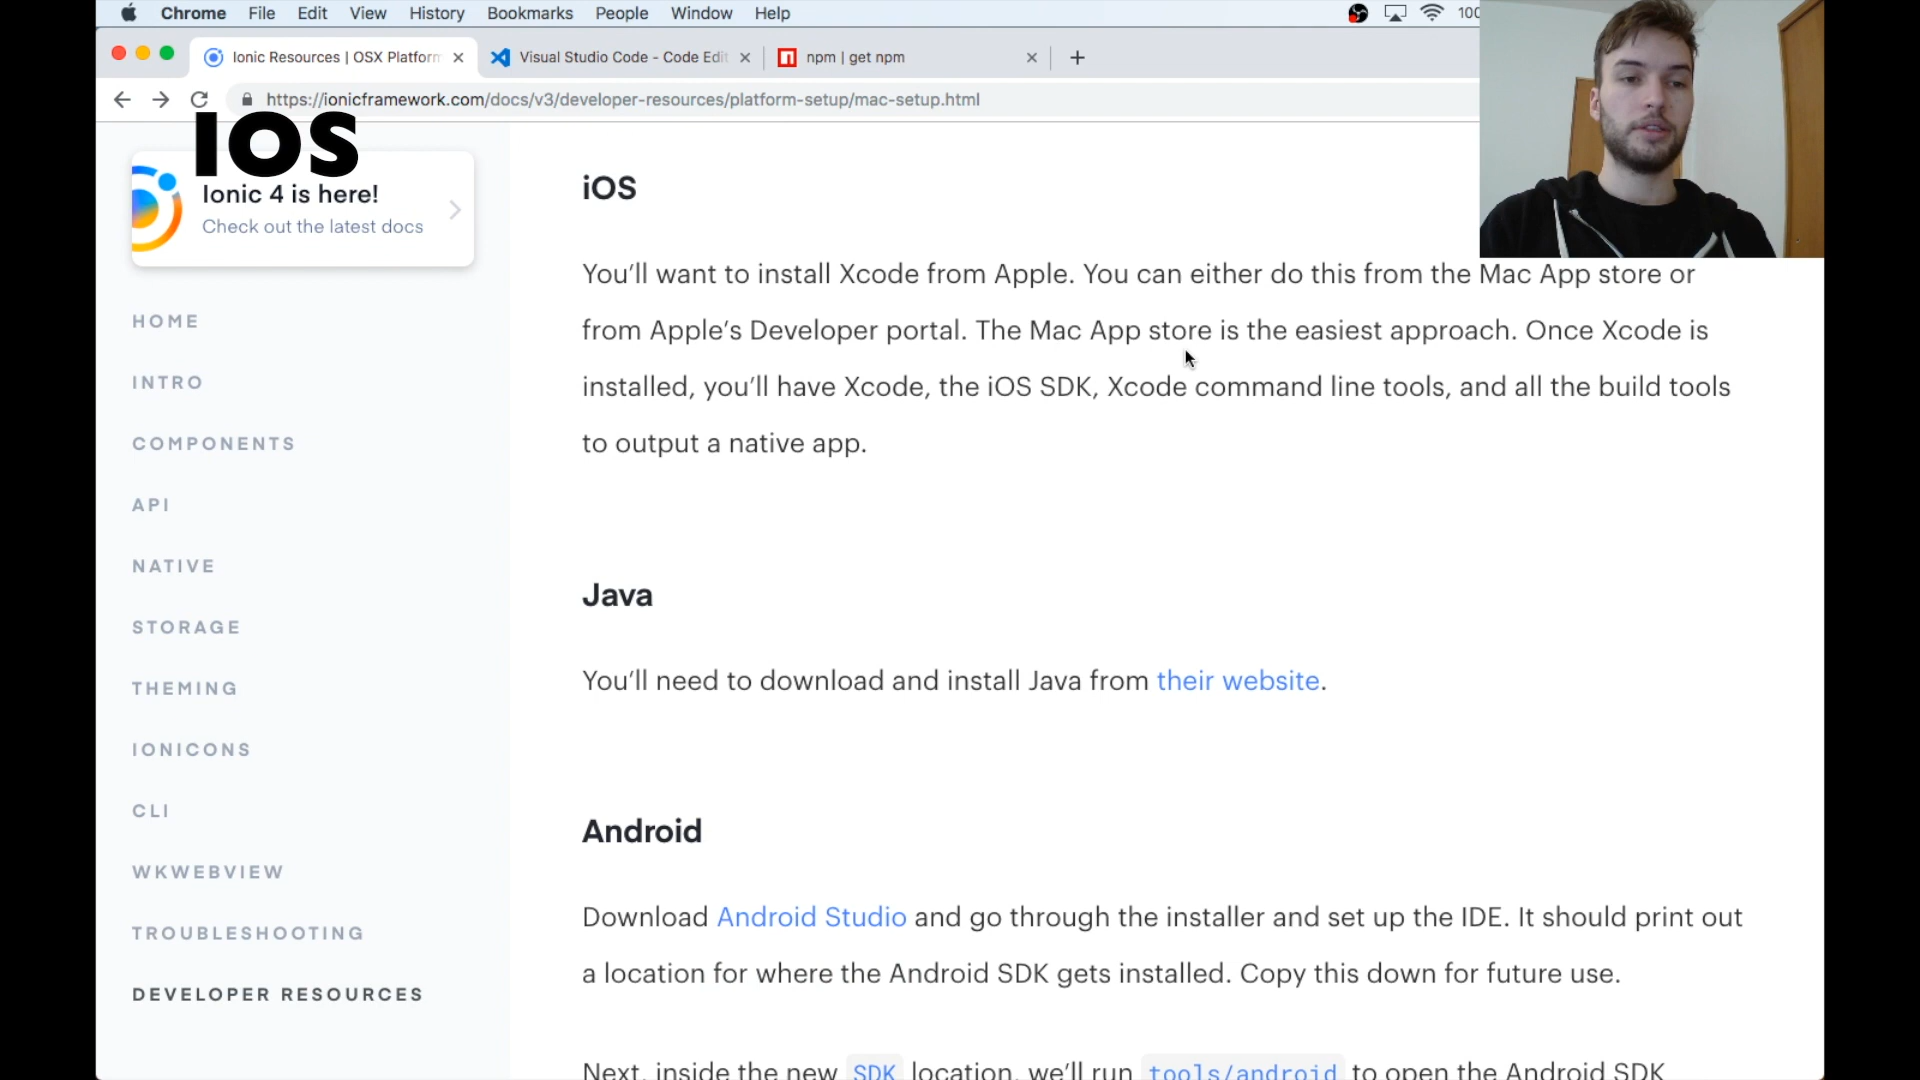 Chrome File Edit View History Bookmarks People Window Help 100
Ionic Resources | OSX Platform Visual Studio Code - Code Edit npm | get npm
https://ionicframework.com/docs/v3/developer-resources/platform-setup/mac-setup.html
iOS
Ionic 4 is here!
Check out the latest docs
HOME
INTRO
COMPONENTS
API
NATIVE
STORAGE
THEMING
IONICONS
CLI
WKWEBVIEW
TROUBLESHOOTING
DEVELOPER RESOURCES
iOS
You’ll want to install Xcode from Apple. You can either do this from the Mac App store or
from Apple’s Developer portal. The Mac App store is the easiest approach. Once Xcode is
installed, you’ll have Xcode, the iOS SDK, Xcode command line tools, and all the build tools
to output a native app.
Java
You’ll need to download and install Java from their website.
Android
Download Android Studio and go through the installer and set up the IDE. It should print out
a location for where the Android SDK gets installed. Copy this down for future use.
Next, inside the new SDK location, we’ll run tools/android to open the Android SDK